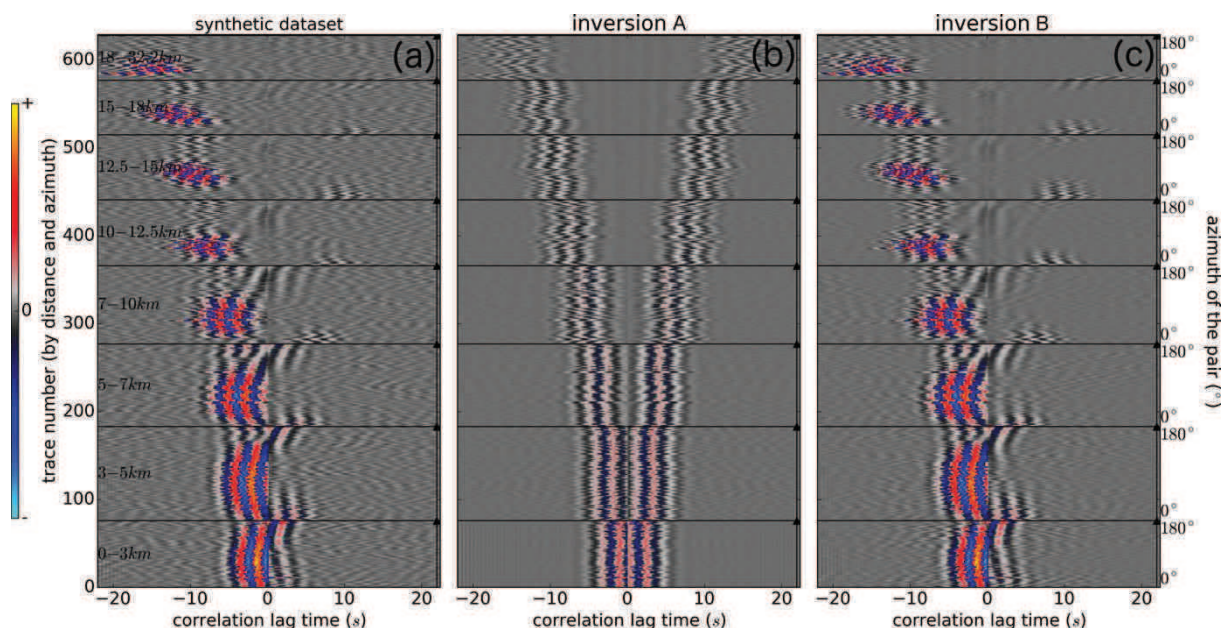 synthetic dataset
inversion A
inversion B
(a)
(b)
(c)
+
0
-
trace number (by distance and azimuth)
600
500
400
300
200
100
0
18−32.2km
15−18km
12.5−15km
10−12.5km
7−10km
5−7km
3−5km
0−3km
180°
0°
180°
0°
180°
0°
180°
0°
180°
0°
180°
0°
180°
0°
180°
0°
azimuth of the pair (°)
−20 −10 0 10 20
−20 −10 0 10 20
−20 −10 0 10 20
correlation lag time (s)
correlation lag time (s)
correlation lag time (s)